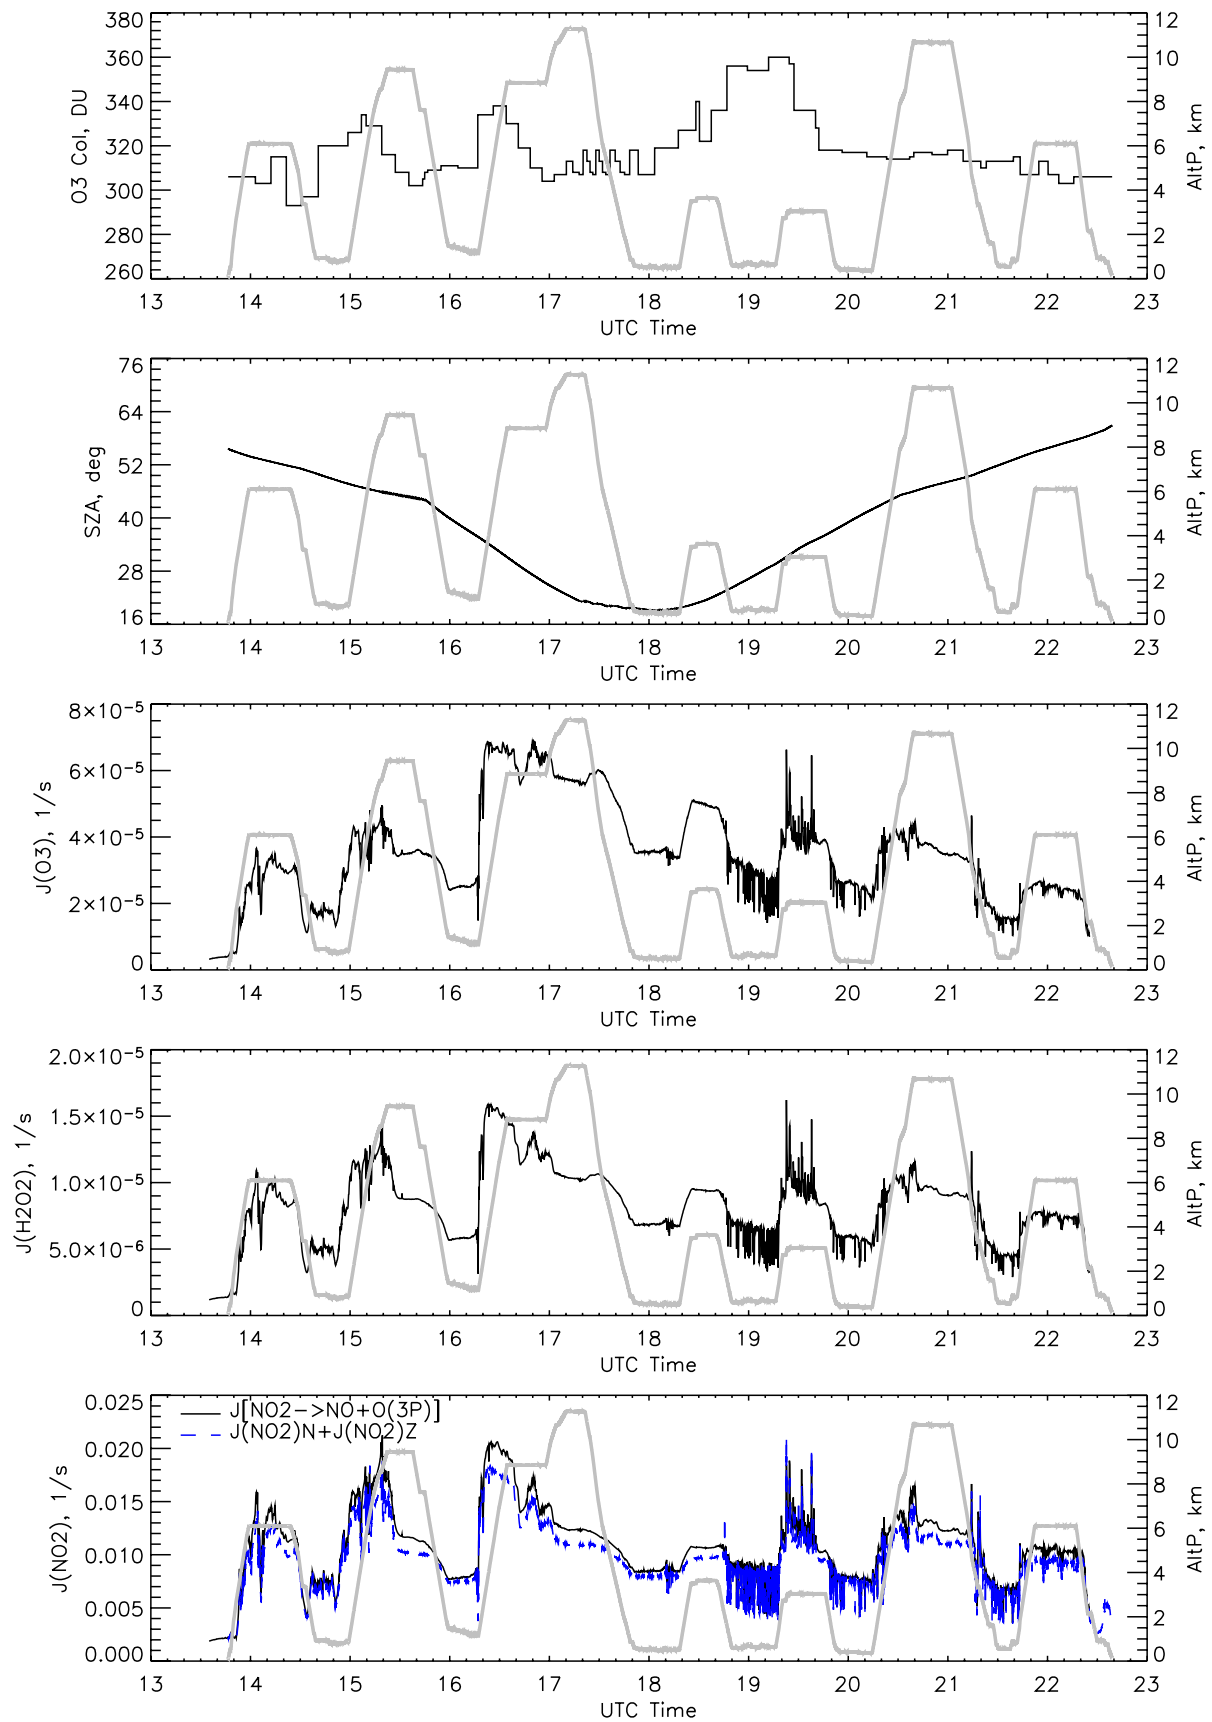 O3 Col, DU
380
360
340
320
300
280
260
12
10
8
6
4
2
0
AltP, km
13 14 15 16 17 18 19 20 21 22 23
UTC Time
SZA, deg
76
64
52
40
28
16
12
10
8
6
4
2
0
AltP, km
13 14 15 16 17 18 19 20 21 22 23
UTC Time
J(O3), 1/s
8×10⁻⁵
6×10⁻⁵
4×10⁻⁵
2×10⁻⁵
0
12
10
8
6
4
2
0
AltP, km
13 14 15 16 17 18 19 20 21 22 23
UTC Time
J(H2O2), 1/s
2.0×10⁻⁵
1.5×10⁻⁵
1.0×10⁻⁵
5.0×10⁻⁶
0
12
10
8
6
4
2
0
AltP, km
13 14 15 16 17 18 19 20 21 22 23
UTC Time
J(NO2), 1/s
0.025
0.020
0.015
0.010
0.005
0.000
J[NO2->NO+O(3P)]
J(NO2)N+J(NO2)Z
12
10
8
6
4
2
0
AltP, km
13 14 15 16 17 18 19 20 21 22 23
UTC Time